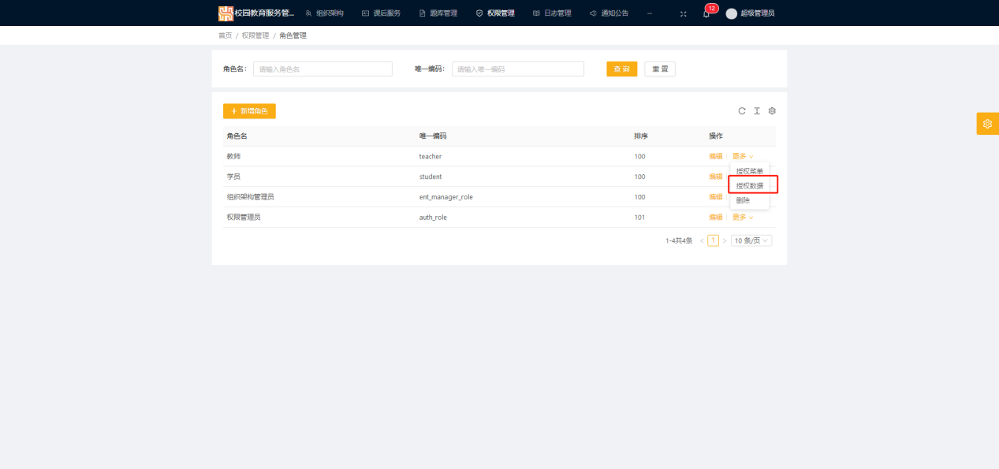 校园教育服务管... 组织架构 课后服务 题库管理 权限管理 日志管理 通知公告 ... 12 超级管理员
首页 / 权限管理 / 角色管理
角色名: 请输入角色名 唯一编码: 请输入唯一编码 查 询 重 置
+ 新增角色
角色名 唯一编码 排序 操作
教师 teacher 100 编辑 更多
授权菜单
学员 student 100 编辑
授权数据
组织架构管理员 ent_manager_role 100 编辑
删除
权限管理员 auth_role 101 编辑 更多
1-4共4条 < 1 > 10 条/页